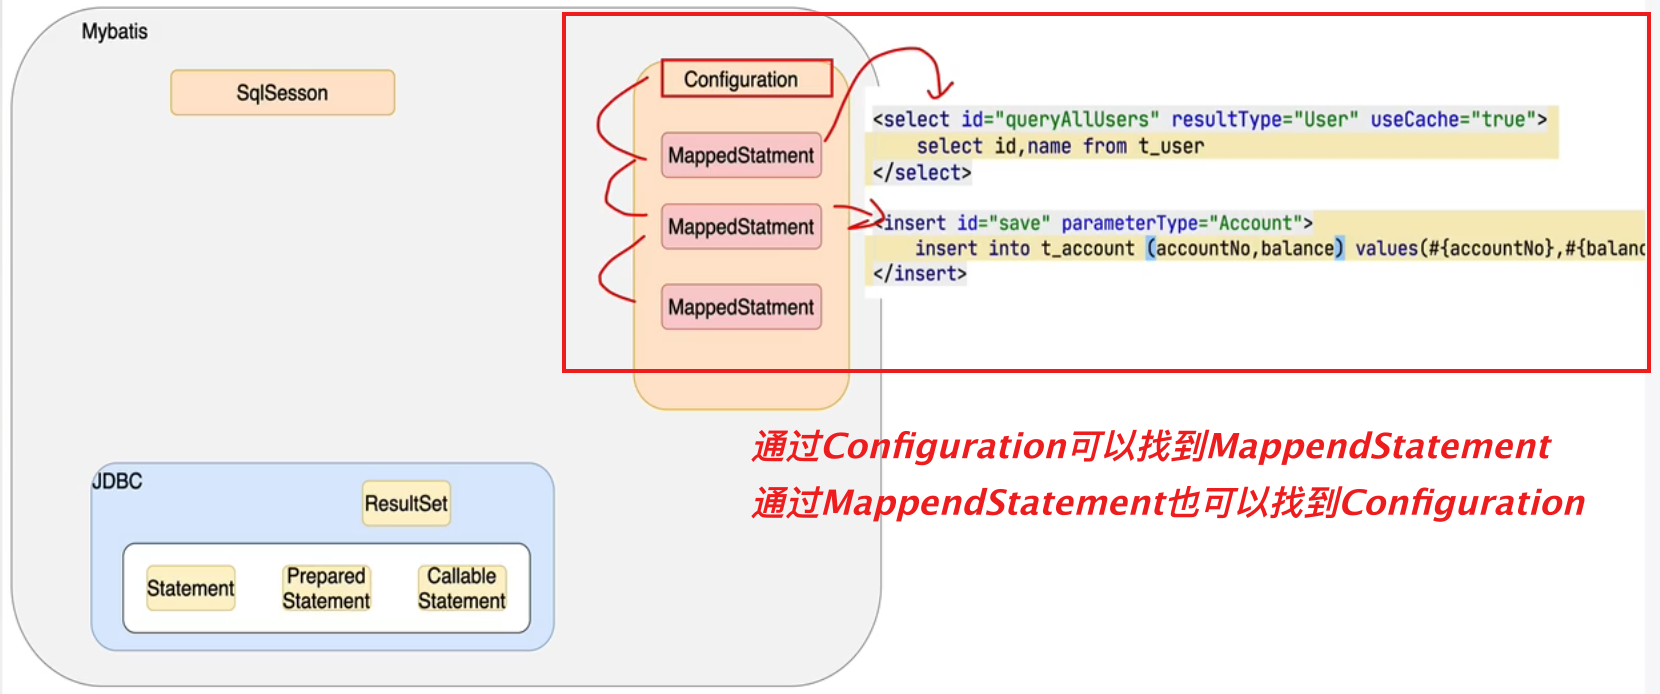 Mybatis
SqlSesson
Configuration
MappedStatment
MappedStatment
MappedStatment
<select id="queryAllUsers" resultType="User" useCache="true">
select id,name from t_user
</select>
<insert id="save" parameterType="Account">
insert into t_account (accountNo,balance) values(#{accountNo},#{balanc
</insert>
通过Configuration可以找到MappendStatement
通过MappendStatement也可以找到Configuration
JDBC
ResultSet
Statement
Prepared
Statement
Callable
Statement